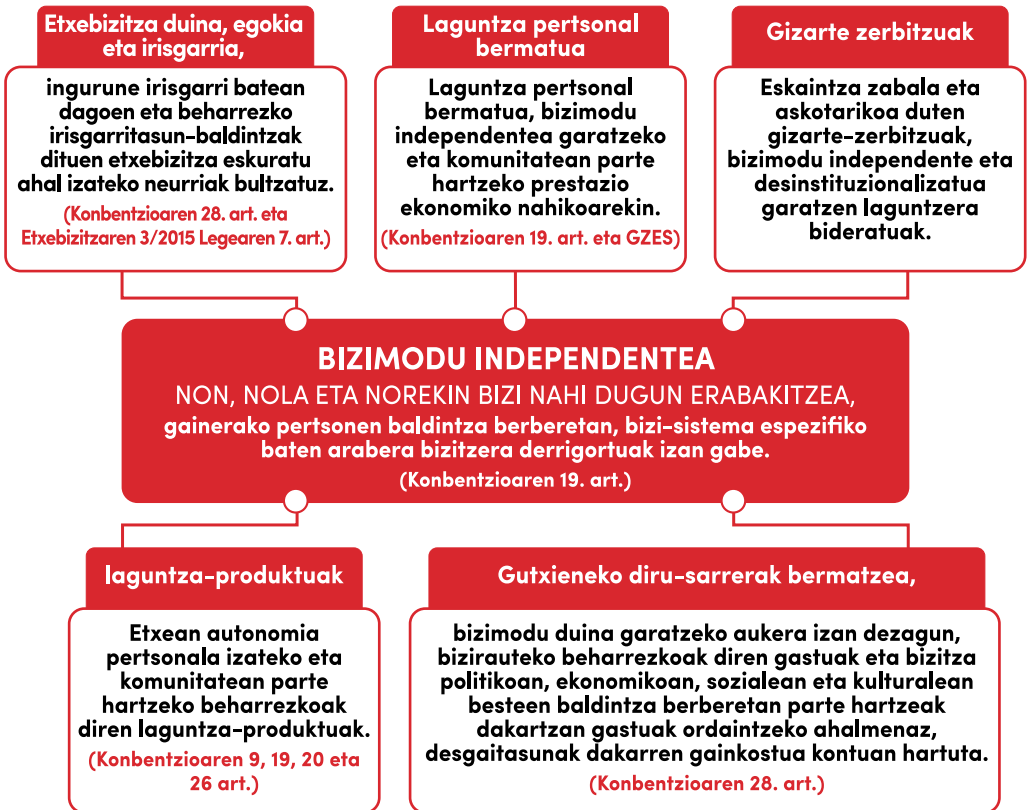 Etxebizitza duina, egokia
eta irisgarria,
ingurune irisgarri batean
dagoen eta beharrezko
irisgarritasun-baldintzak
dituen etxebizitza eskuratu
ahal izateko neurriak bultzatuz.
(Konbentzioaren 28. art. eta
Etxebizitzaren 3/2015 Legearen 7. art.)
Laguntza pertsonal
bermatua
Laguntza pertsonal
bermatua, bizimodu
independentea garatzeko
eta komunitatean parte
hartzeko prestazio
ekonomiko nahikoarekin.
(Konbentzioaren 19. art. eta GZES)
Gizarte zerbitzuak
Eskaintza zabala eta
askotarikoa duten
gizarte-zerbitzuak,
bizimodu independente eta
desinstituzionalizatua
garatzen laguntzera
bideratuak.
BIZIMODU INDEPENDENTEA
NON, NOLA ETA NOREKIN BIZI NAHI DUGUN ERABAKITZEA,
gainerako pertsonen baldintza berberetan, bizi-sistema espezifiko
baten arabera bizitzera derrigortuak izan gabe.
(Konbentzioaren 19. art.)
laguntza-produktuak
Etxean autonomia
pertsonala izateko eta
komunitatean parte
hartzeko beharrezkoak
diren laguntza-produktuak.
(Konbentzioaren 9, 19, 20 eta
26 art.)
Gutxieneko diru-sarrerak bermatzea,
bizimodu duina garatzeko aukera izan dezagun,
bizirauteko beharrezkoak diren gastuak eta bizitza
politikoan, ekonomikoan, sozialean eta kulturalean
besteen baldintza berberetan parte hartzeak
dakartzan gastuak ordaintzeko ahalmenaz,
desgaitasunak dakarren gainkostua kontuan hartuta.
(Konbentzioaren 28. art.)